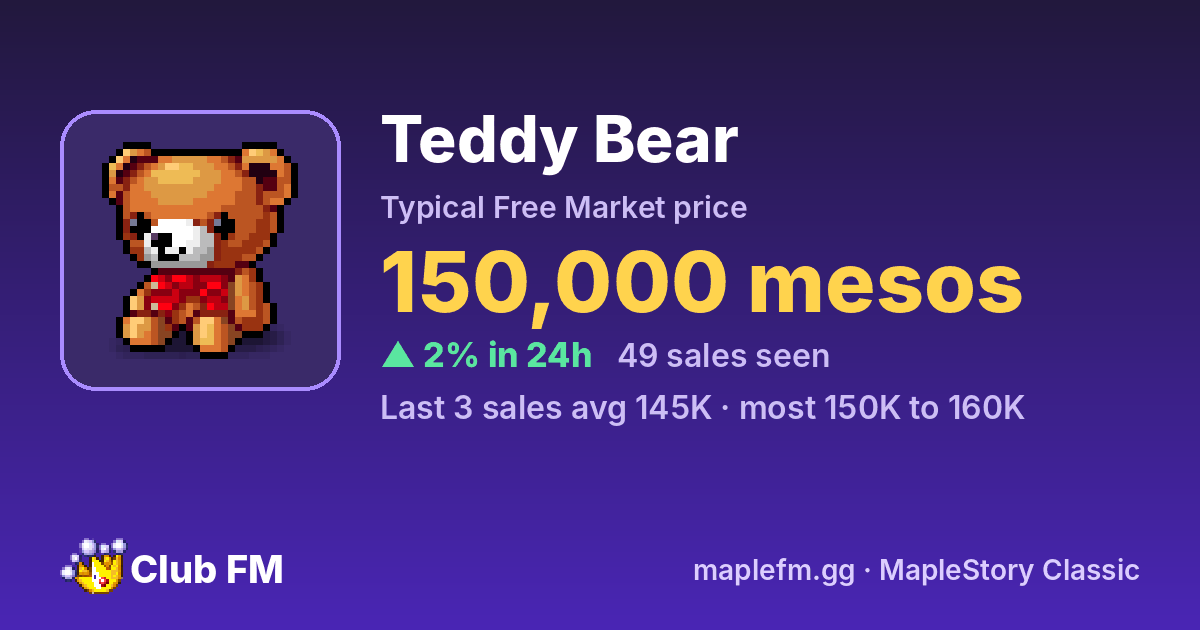 Teddy Bear
Typical Free Market price
150,000 mesos
▲ 2% in 24h 49 sales seen
Last 3 sales avg 145K · most 150K to 160K
Club FM
maplefm.gg · MapleStory Classic